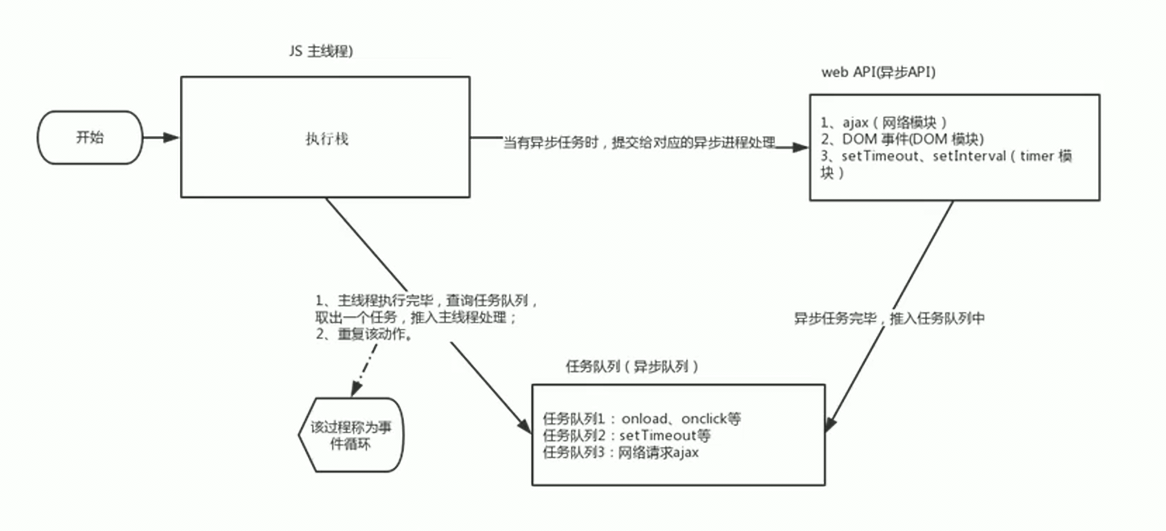 JS 主线程)
web API(异步API)
开始
执行栈
当有异步任务时，提交给对应的异步进程处理
1、ajax（网络模块）
2、DOM 事件(DOM 模块)
3、setTimeout、setInterval（timer 模
块）
1、主线程执行完毕，查询任务队列，
取出一个任务，推入主线程处理；
2、重复该动作。
异步任务完毕，推入任务队列中
任务队列（异步队列）
该过程称为事
件循环
任务队列1： onload、onclick等
任务队列2：setTimeout等
任务队列3：网络请求ajax